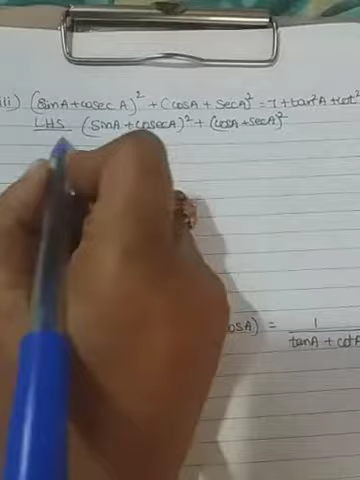 iii) (sinA + cosec A)² + (cosA + secA)² = 7 + tan²A + cot²
LHS (sinA + cosecA)² + (cosA + secA)²
osA) = 1
tanA + cotA